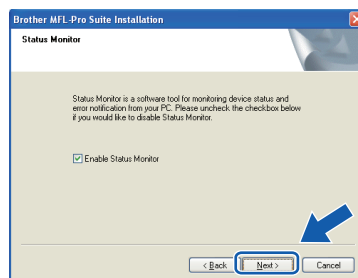 Brother MFL-Pro Suite Installation
Status Monitor
Status Monitor is a software tool for monitoring device status and
error notification from your PC. Please uncheck the checkbox below
if you would like to disable Status Monitor.
Enable Status Monitor
< Back
Next >
Cancel